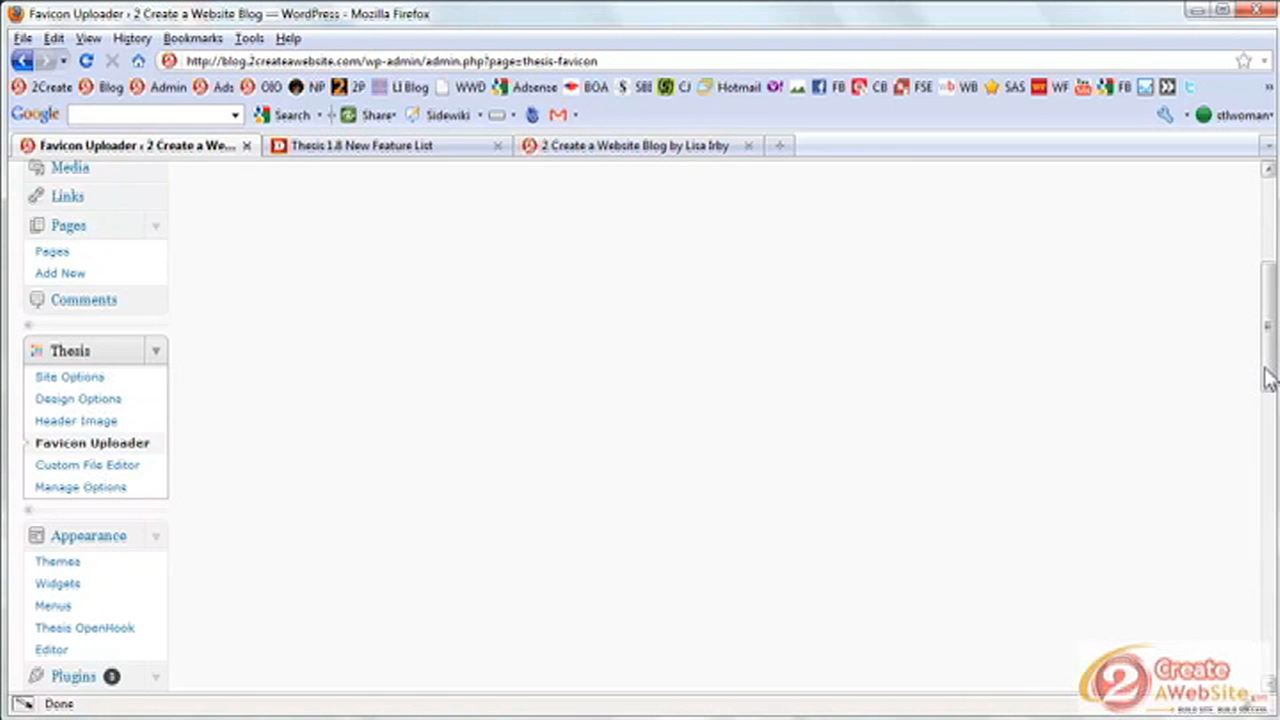 Favicon Uploader ‹ 2 Create a Website Blog — WordPress - Mozilla Firefox
File Edit View History Bookmarks Tools Help
http://blog.2createawebsite.com/wp-admin/admin.php?page=thesis-favicon
2Create Blog Admin Ads OIO NP 2P LI Blog WWD Adsense BOA SBI CJ Hotmail FB CB FSE WB SAS WF FB
Google Search Share Sidewiki stlwoman
Favicon Uploader ‹ 2 Create a We... Thesis 1.8 New Feature List 2 Create a Website Blog by Lisa Irby
Media
Links
Pages
Pages
Add New
Comments
Thesis
Site Options
Design Options
Header Image
Favicon Uploader
Custom File Editor
Manage Options
Appearance
Themes
Widgets
Menus
Thesis OpenHook
Editor
Plugins
2 Create
AWebSite.com
Done